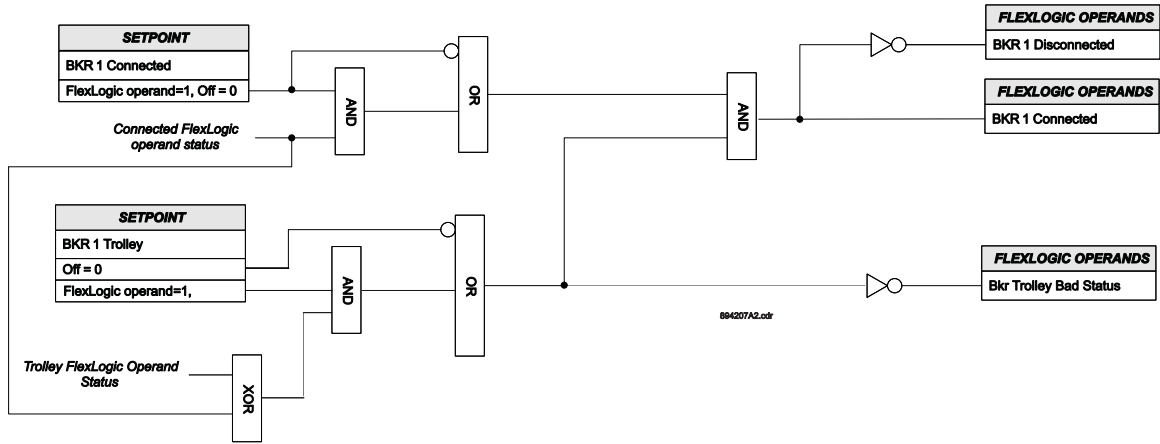 SETPOINT
BKR 1 Connected
FlexLogic operand=1, Off = 0
Connected FlexLogic
operand status
AND
OR
AND
FLEXLOGIC OPERANDS
BKR 1 Disconnected
FLEXLOGIC OPERANDS
BKR 1 Connected
SETPOINT
BKR 1 Trolley
Off = 0
FlexLogic operand=1,
AND
OR
Trolley FlexLogic Operand
Status
XOR
FLEXLOGIC OPERANDS
Bkr Trolley Bad Status
894207A2.cdr